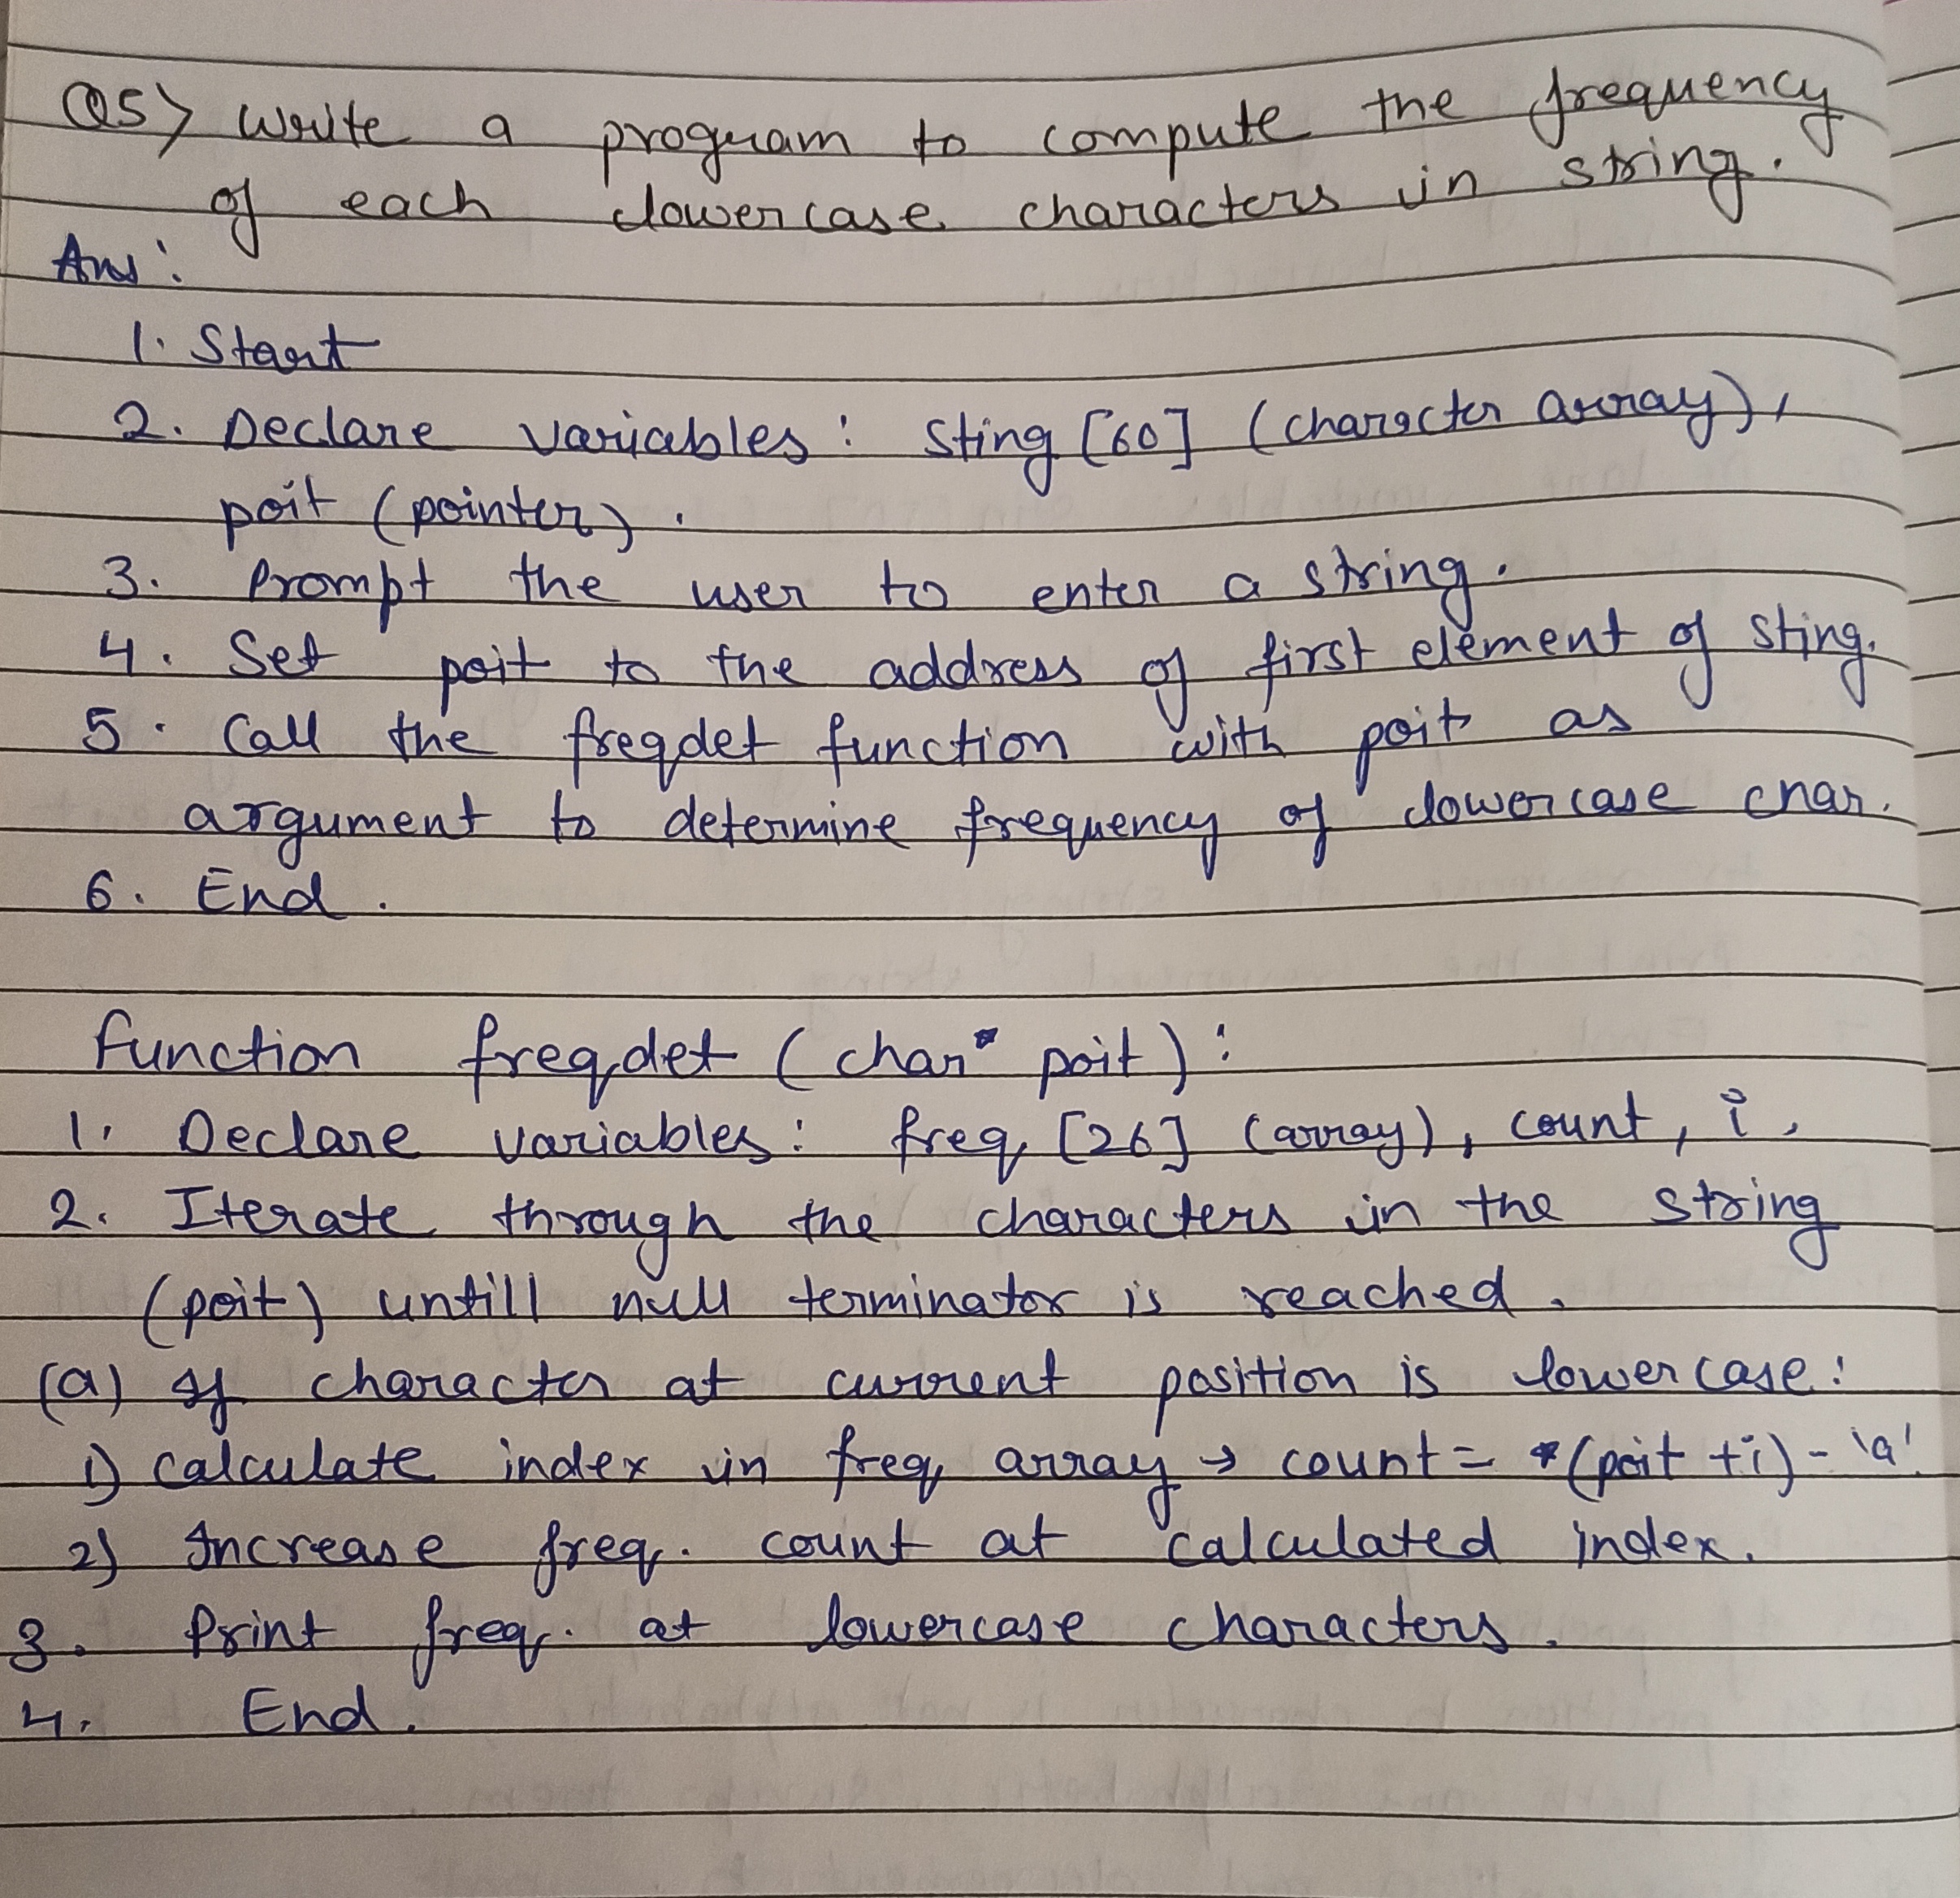 Q5> Write a program to compute the frequency
of each lowercase characters in string.
Ans:
1. Start
2. Declare variables: Sting [60] (character array),
poit (pointer).
3. Prompt the user to enter a string.
4. Set poit to the address of first element of sting.
5. Call the freqdet function with poit as
argument to determine frequency of lowercase char.
6. End.
function freqdet (char* poit):
1. Declare variables: freq [26] (array), count, i,
2. Iterate through the characters in the string
(poit) untill null terminator is reached.
(a) If character at current position is lowercase:
1) Calculate index in freq array → count = *(poit +i) - 'a'.
2) Increase freq. count at calculated index.
3. Print freq. at lowercase characters.
4. End.